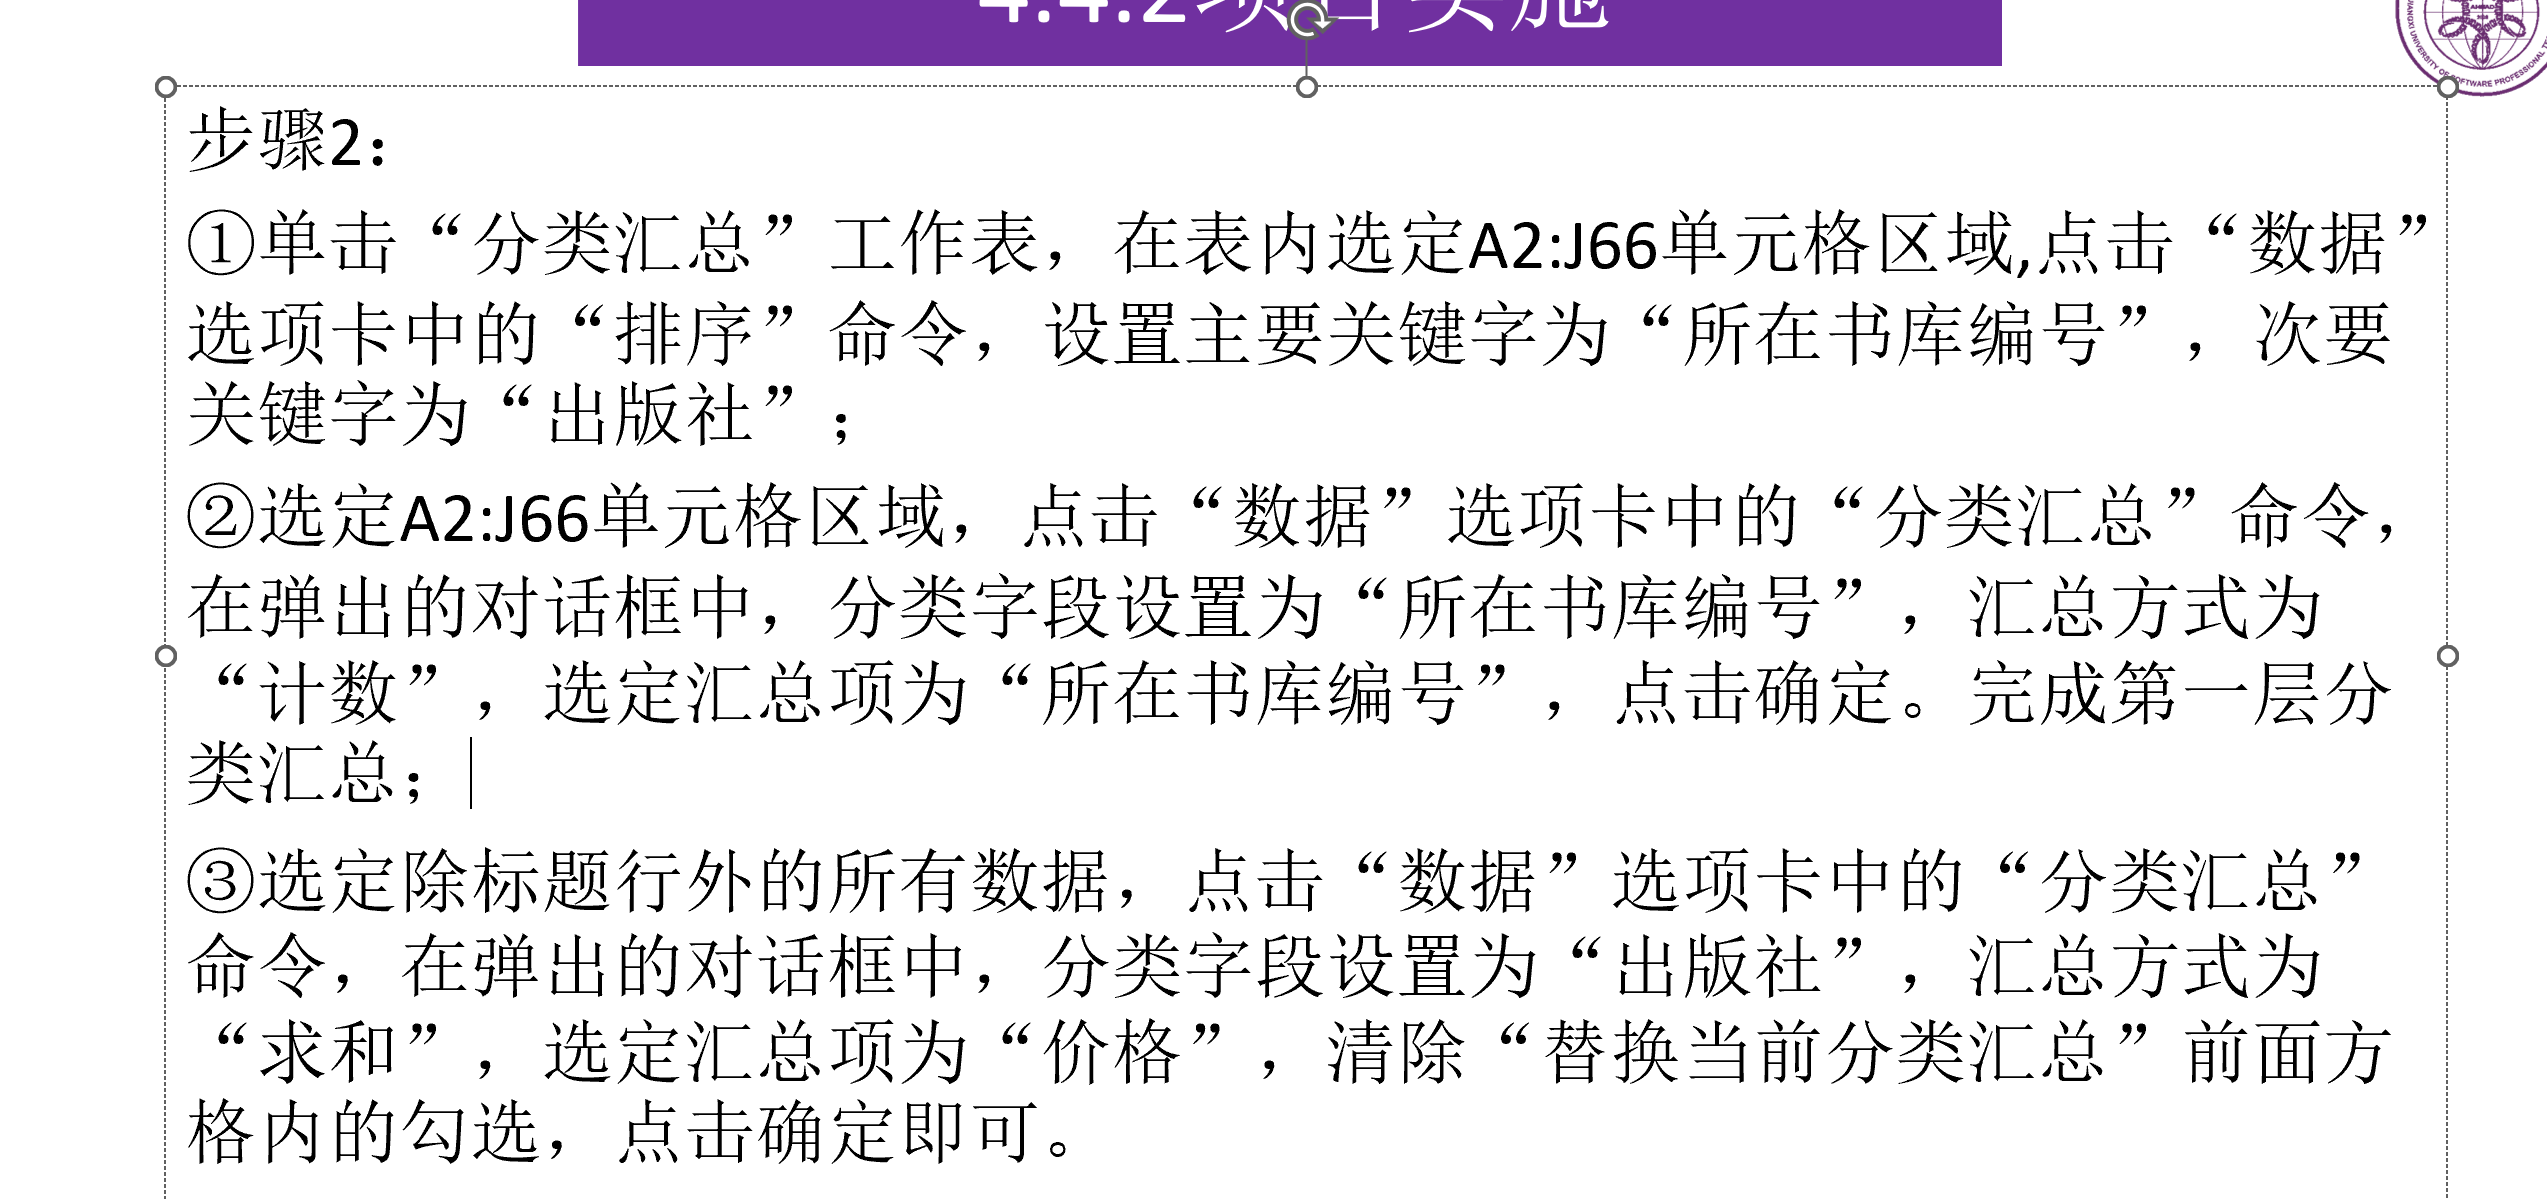 4.4.2项目实施
JIANGXI UNIVERSITY OF SOFTWARE PROFESSIONAL
步骤2：
①单击“分类汇总”工作表，在表内选定A2:J66单元格区域,点击“数据”
选项卡中的“排序”命令，设置主要关键字为“所在书库编号”，次要
关键字为“出版社”；
②选定A2:J66单元格区域，点击“数据”选项卡中的“分类汇总”命令，
在弹出的对话框中，分类字段设置为“所在书库编号”，汇总方式为
“计数”，选定汇总项为“所在书库编号”，点击确定。完成第一层分
类汇总；
③选定除标题行外的所有数据，点击“数据”选项卡中的“分类汇总”
命令，在弹出的对话框中，分类字段设置为“出版社”，汇总方式为
“求和”，选定汇总项为“价格”，清除“替换当前分类汇总”前面方
格内的勾选，点击确定即可。